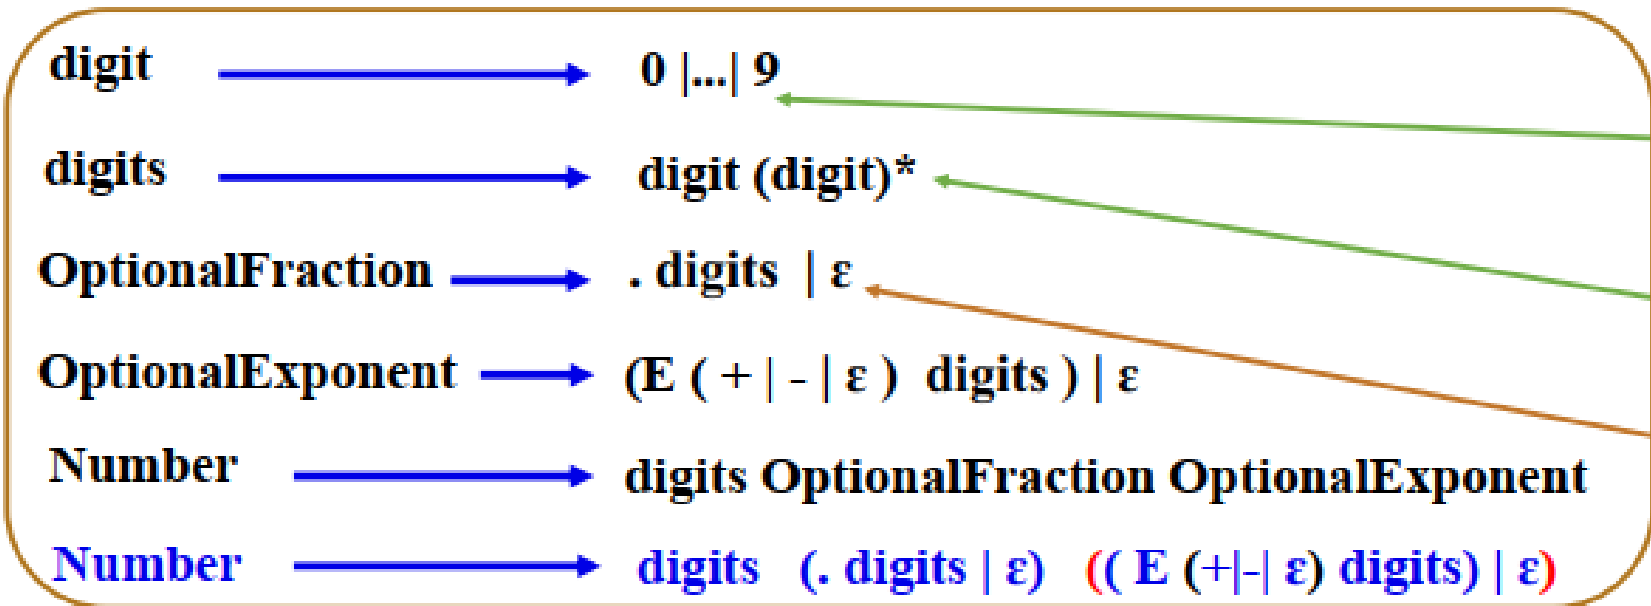 digit 0 |...| 9
digits digit (digit)*
OptionalFraction . digits | ε
OptionalExponent (E ( + | - | ε ) digits ) | ε
Number digits OptionalFraction OptionalExponent
Number digits (. digits | ε) (( E (+|-| ε) digits) | ε)